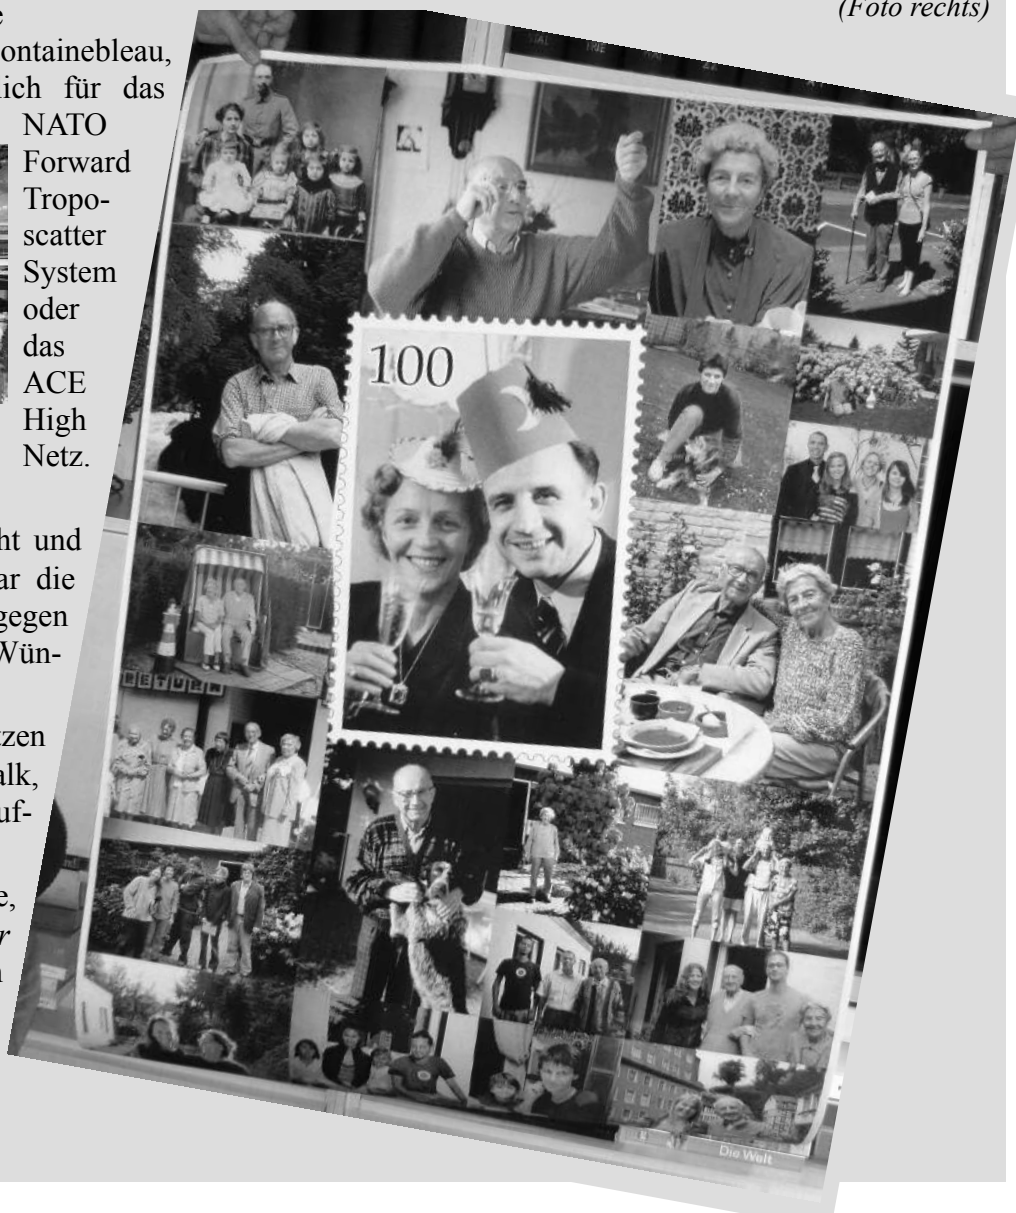 (Foto rechts)
ontainebleau,
ich für das
NATO
Forward
Tropo-
scatter
System
oder
das
ACE
High
Netz.
ht und
ar die
gegen
Wün-
zen
alk,
uf-
e,
r
n
100
RETURN
Die Welt